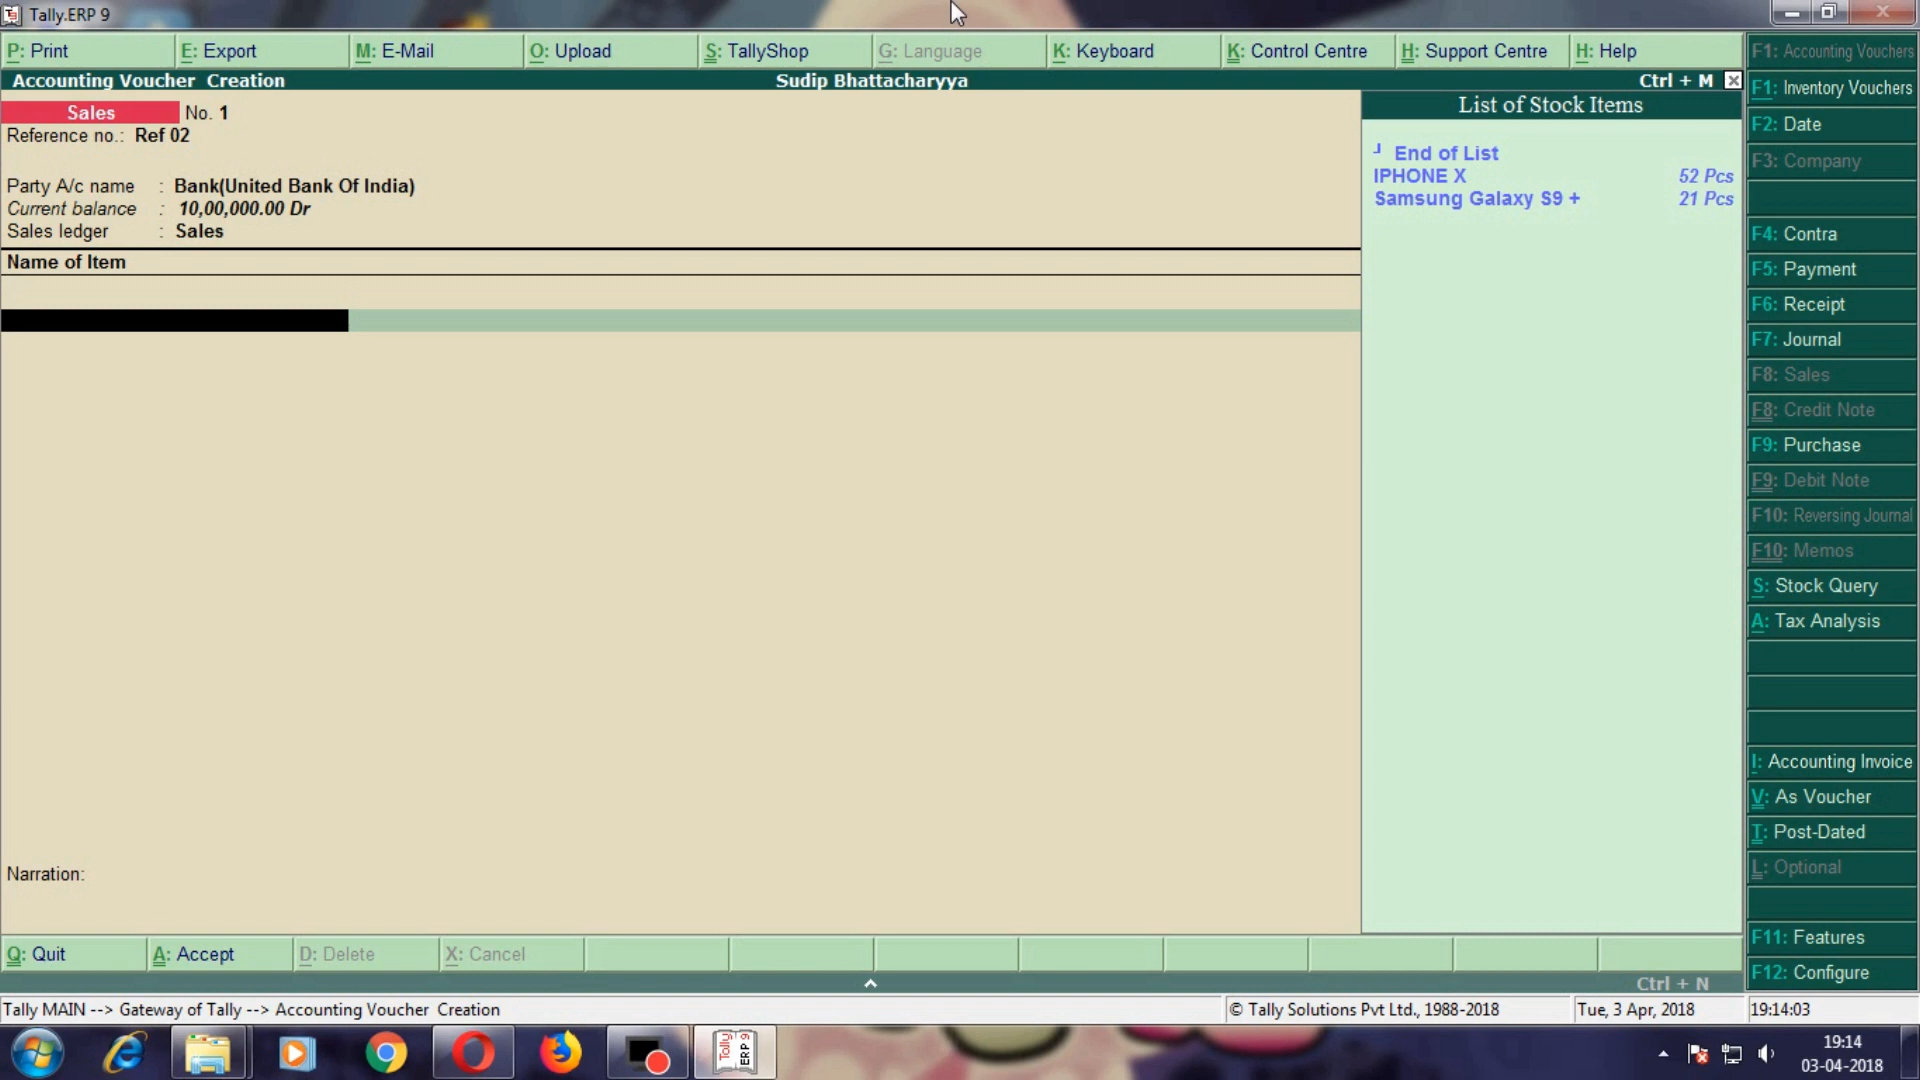 Tally.ERP 9
P: Print E: Export M: E-Mail O: Upload S: TallyShop G: Language K: Keyboard K: Control Centre H: Support Centre H: Help
Accounting Voucher Creation Sudip Bhattacharyya Ctrl + M
Sales No. 1
Reference no.: Ref 02
Party A/c name : Bank(United Bank Of India)
Current balance : 10,00,000.00 Dr
Sales ledger : Sales
Name of Item
Narration:
List of Stock Items
End of List
IPHONE X 52 Pcs
Samsung Galaxy S9 + 21 Pcs
F1: Accounting Vouchers
F1: Inventory Vouchers
F2: Date
F3: Company
F4: Contra
F5: Payment
F6: Receipt
F7: Journal
F8: Sales
F8: Credit Note
F9: Purchase
F9: Debit Note
F10: Reversing Journal
F10: Memos
S: Stock Query
A: Tax Analysis
I: Accounting Invoice
V: As Voucher
T: Post-Dated
L: Optional
F11: Features
F12: Configure
Q: Quit A: Accept D: Delete X: Cancel
Ctrl + N
Tally MAIN --> Gateway of Tally --> Accounting Voucher Creation © Tally Solutions Pvt Ltd., 1988-2018 Tue, 3 Apr, 2018 19:14:03
Tally
ERP 9
19:14
03-04-2018